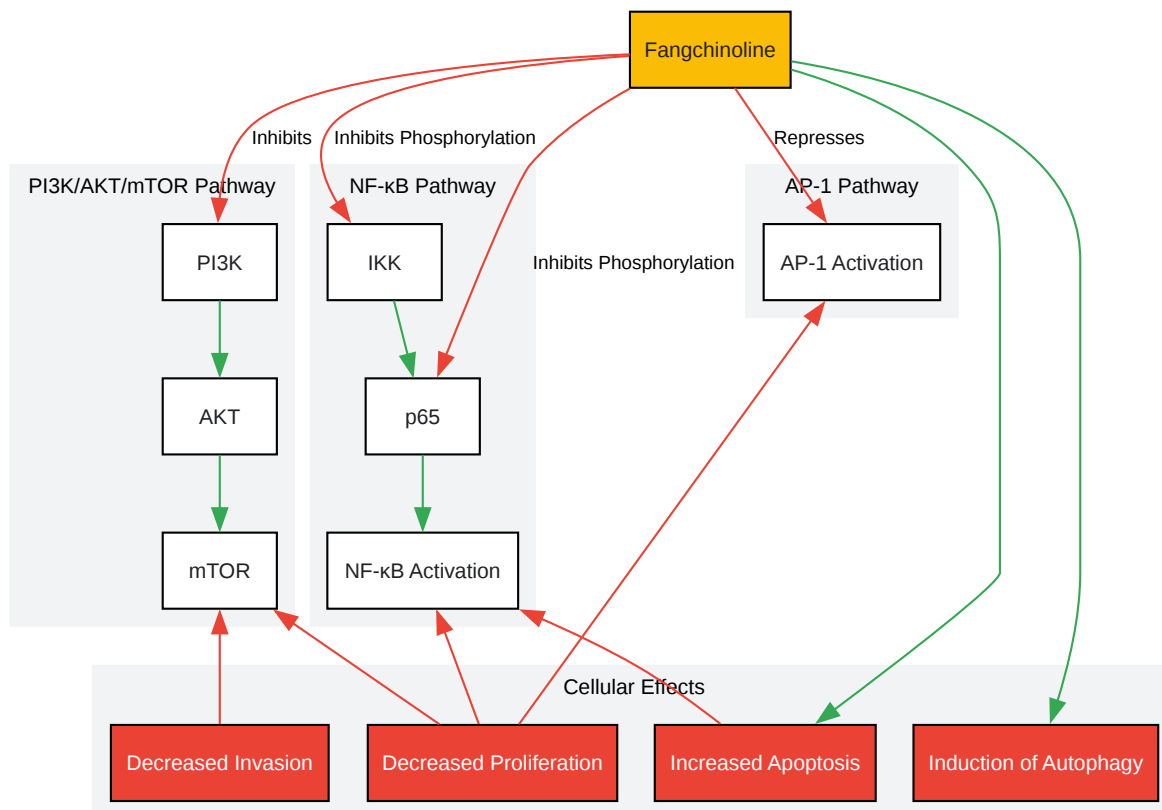 Fangchinoline
Inhibits
Inhibits Phosphorylation
Represses
PI3K/AKT/mTOR Pathway
NF-κB Pathway
AP-1 Pathway
PI3K
IKK
Inhibits Phosphorylation
AP-1 Activation
AKT
p65
mTOR
NF-κB Activation
Cellular Effects
Decreased Invasion
Decreased Proliferation
Increased Apoptosis
Induction of Autophagy